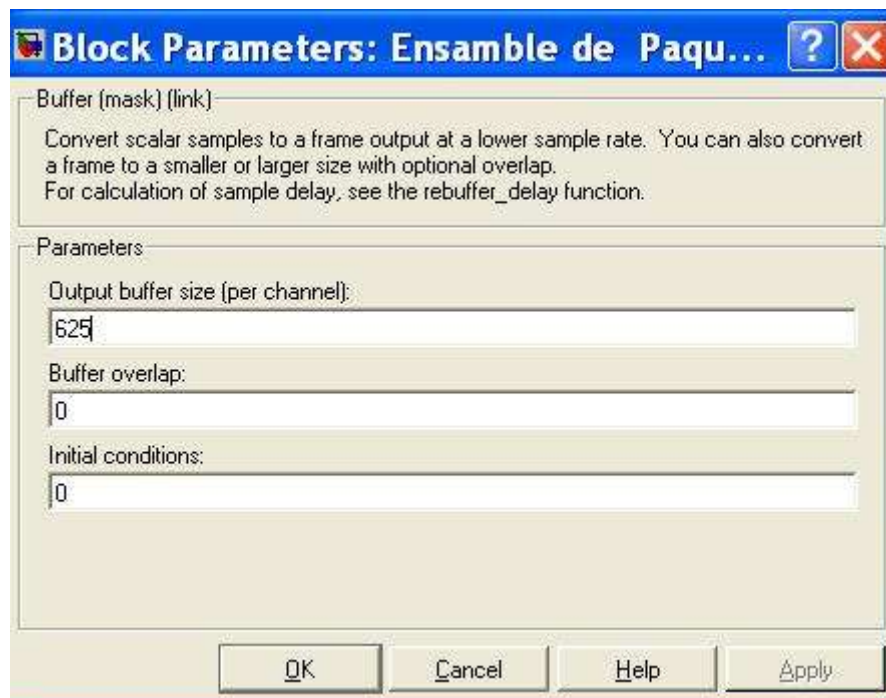 Block Parameters: Ensamble de Paqu...
Buffer (mask) (link)
Convert scalar samples to a frame output at a lower sample rate. You can also convert
a frame to a smaller or larger size with optional overlap.
For calculation of sample delay, see the rebuffer_delay function.
Parameters
Output buffer size (per channel):
625
Buffer overlap:
0
Initial conditions:
0
OK Cancel Help Apply